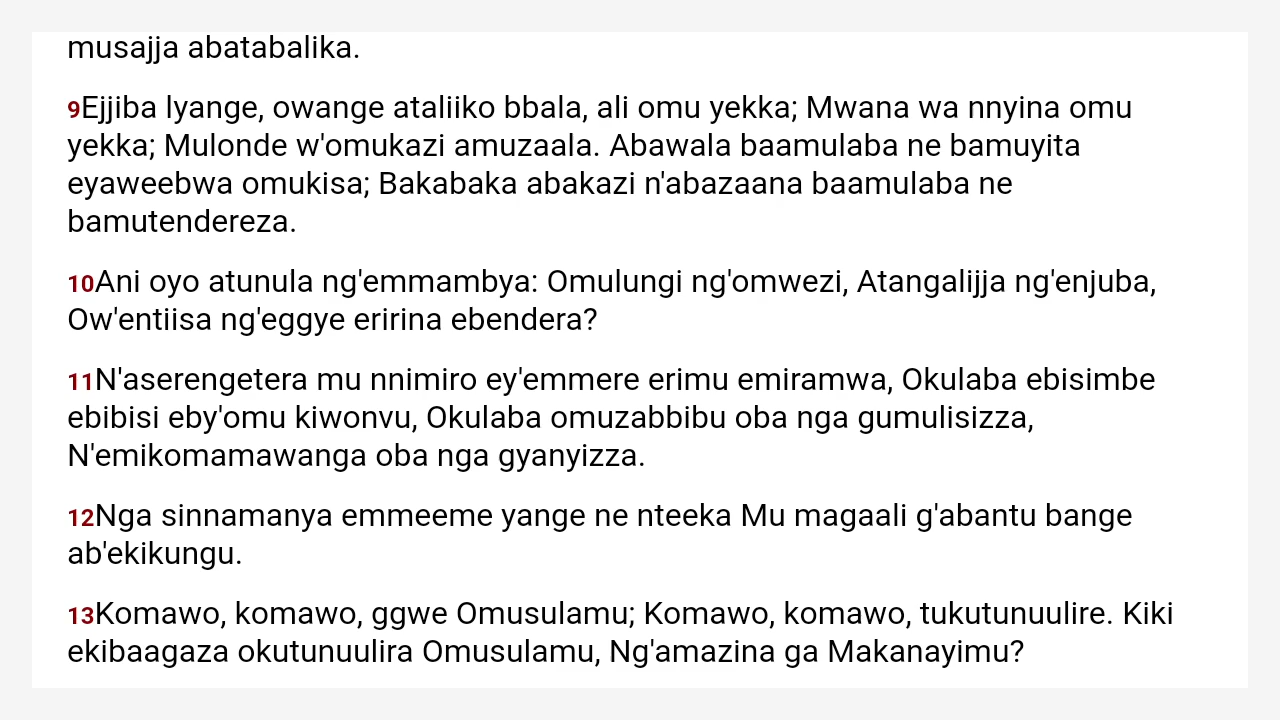 musajja abatabalika.
9Ejjiba lyange, owange ataliiko bbala, ali omu yekka; Mwana wa nnyina omu
yekka; Mulonde w'omukazi amuzaala. Abawala baamulaba ne bamuyita
eyaweebwa omukisa; Bakabaka abakazi n'abazaana baamulaba ne
bamutendereza.
10Ani oyo atunula ng'emmambya: Omulungi ng'omwezi, Atangalijja ng'enjuba,
Ow'entiisa ng'eggye eririna ebendera?
11N'aserengetera mu nnimiro ey'emmere erimu emiramwa, Okulaba ebisimbe
ebibisi eby'omu kiwonvu, Okulaba omuzabbibu oba nga gumulisizza,
N'emikomamawanga oba nga gyanyizza.
12Nga sinnamanya emmeeme yange ne nteeka Mu magaali g'abantu bange
ab'ekikungu.
13Komawo, komawo, ggwe Omusulamu; Komawo, komawo, tukutunuulire. Kiki
ekibaagaza okutunuulira Omusulamu, Ng'amazina ga Makanayimu?